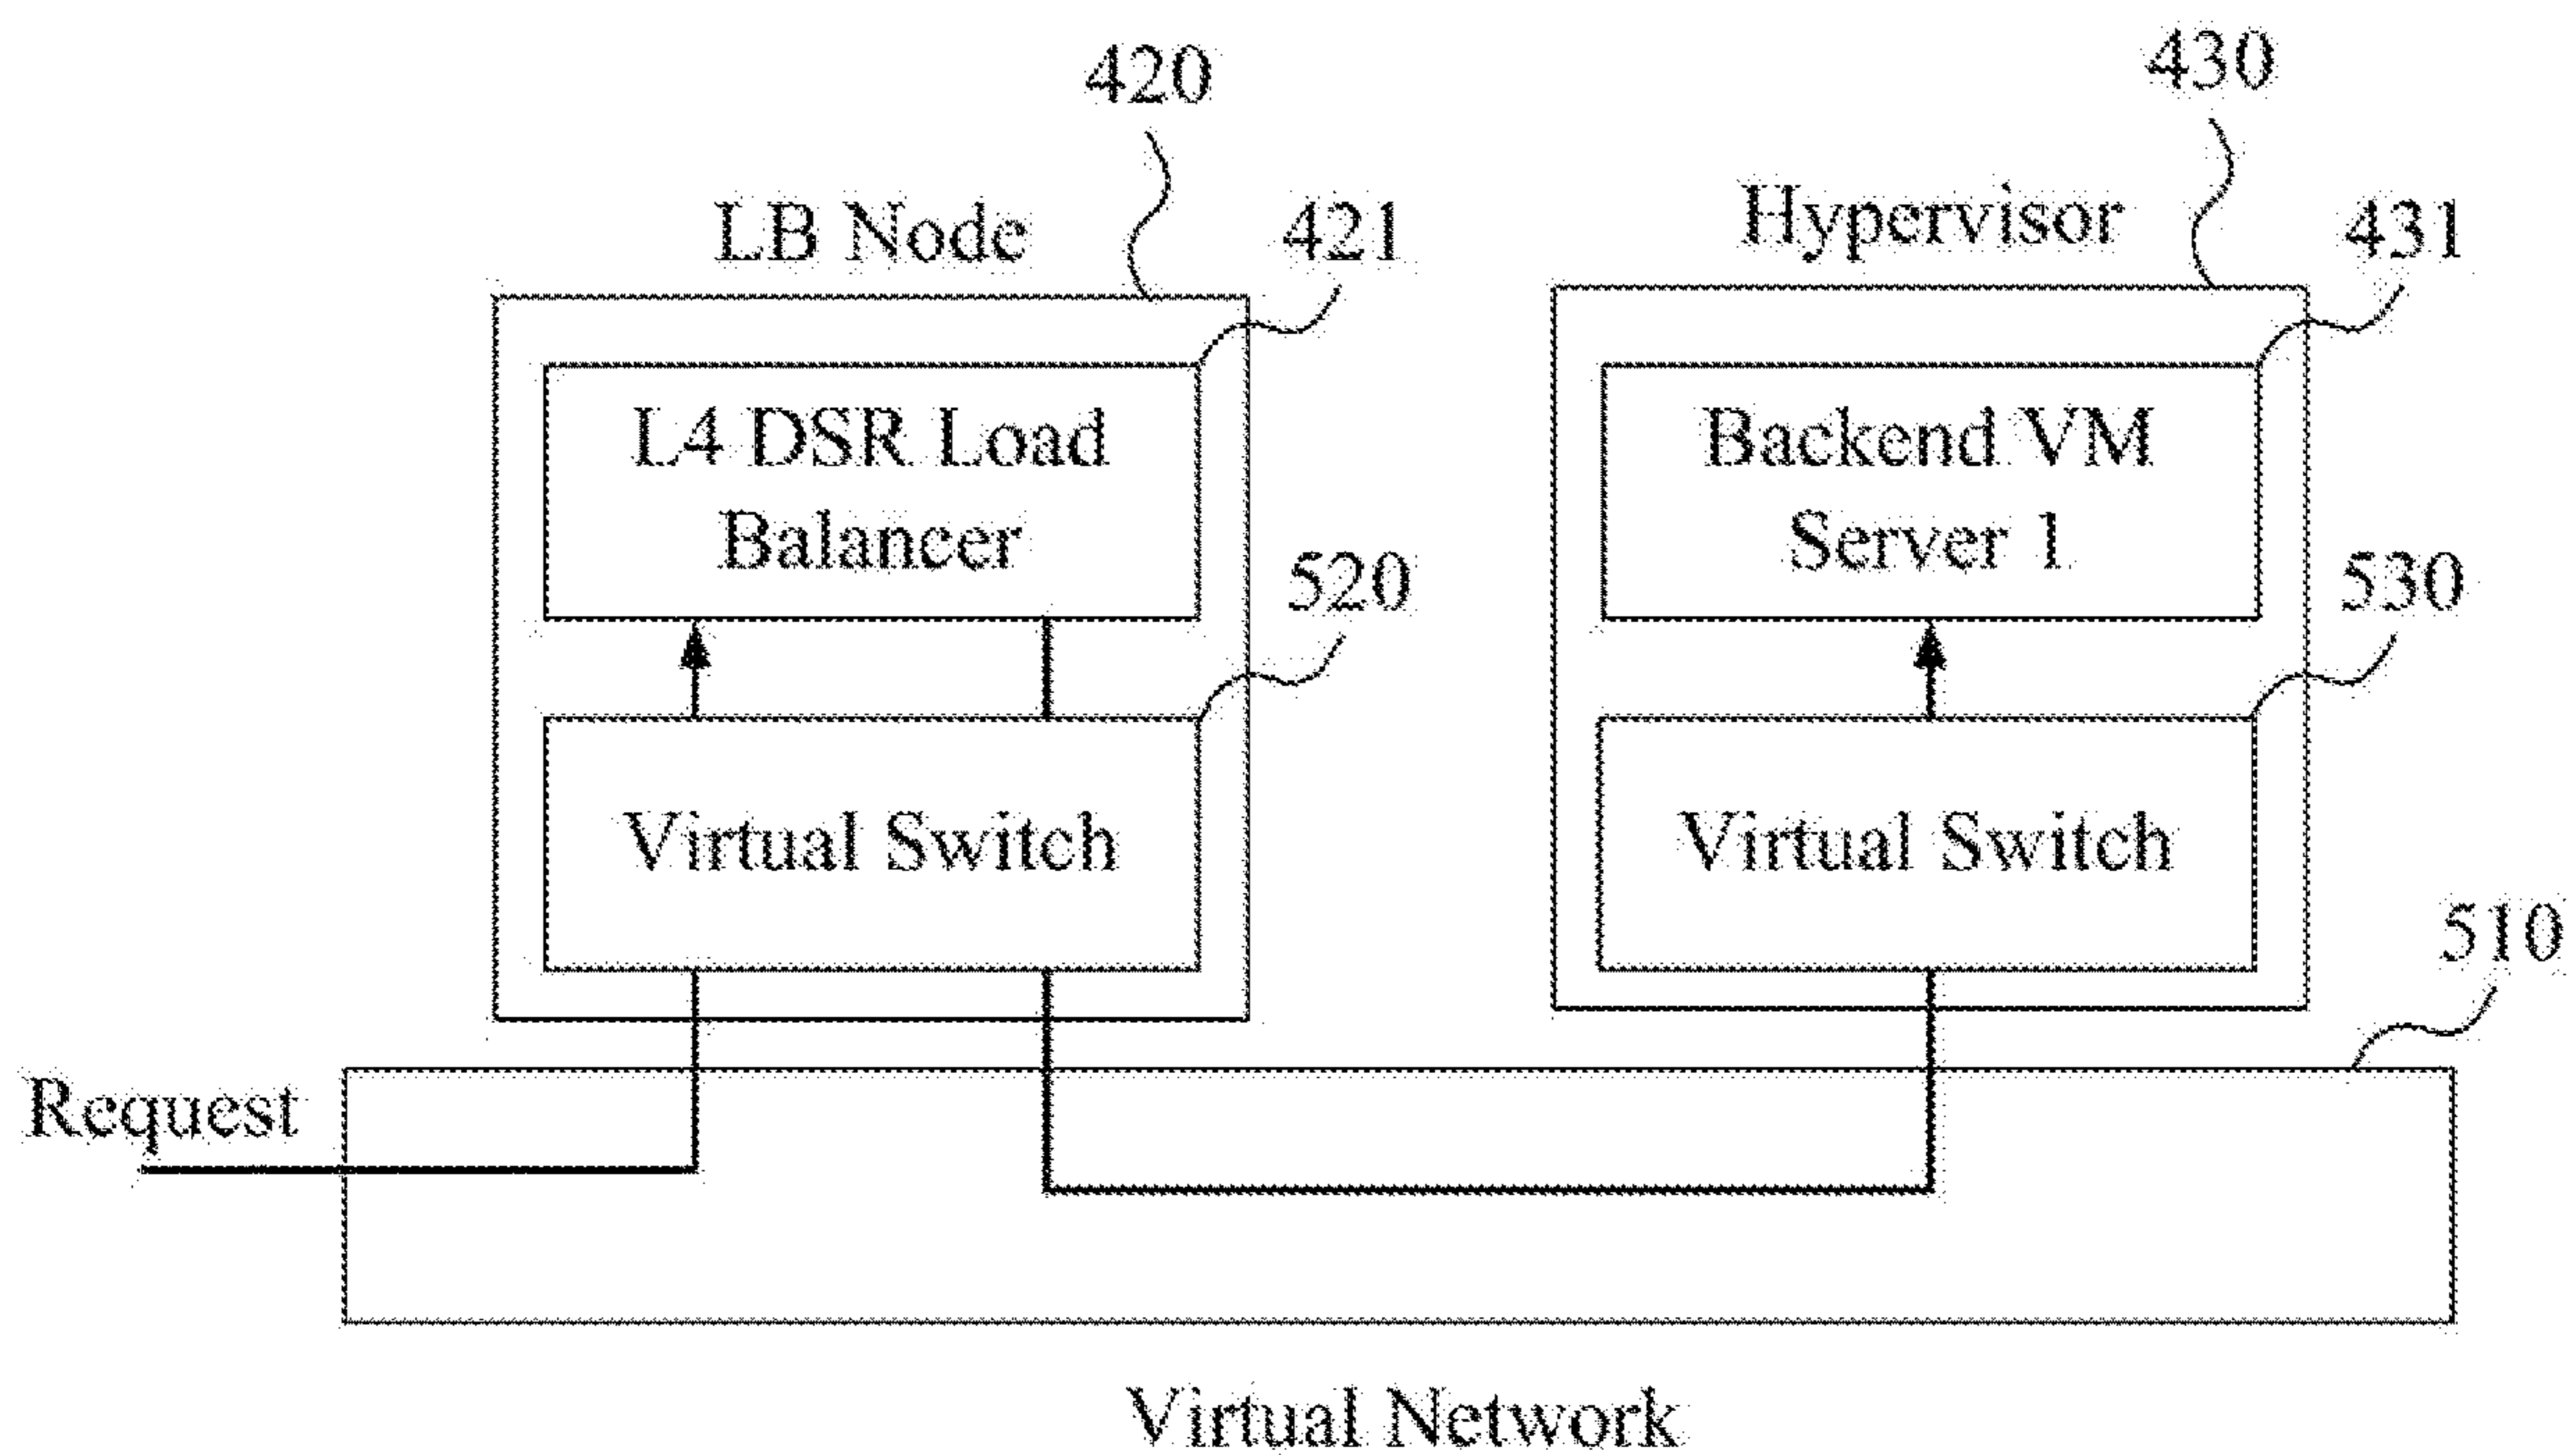 420
430
LB Node
421
Hypervisor
431
L4 DSR Load
Balancer
Backend VM
Server 1
520
530
Virtual Switch
Virtual Switch
510
Request
Virtual Network